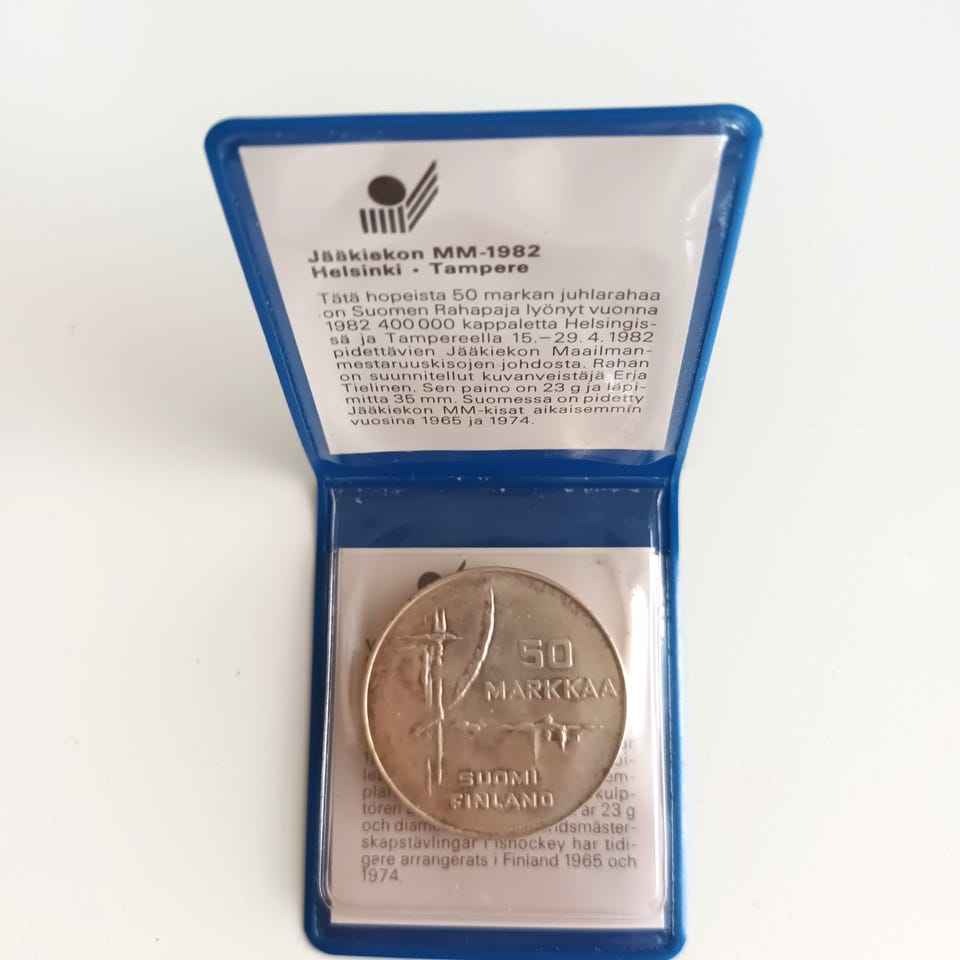 Jääkiekon MM-1982
Helsinki • Tampere
Tätä hopeista 50 markan juhlarahaa
on Suomen Rahapaja lyönyt vuonna
1982 400 000 kappaletta Helsingis-
sä ja Tampereella 15.–29.4.1982
pidettävien Jääkiekon Maailman-
mestaruuskisojen johdosta. Rahan
on suunnitellut kuvanveistäjä Erja
Tielinen. Sen paino on 23 g ja läpi-
mitta 35 mm. Suomessa on pidetty
Jääkiekon MM-kisat aikaisemmin
vuosina 1965 ja 1974.
50
MARKKAA
SUOMI
FINLAND
är 23 g
och
skapstävlingar i ishockey har tidi-
gare arrangerats i Finland 1965 och
1974.